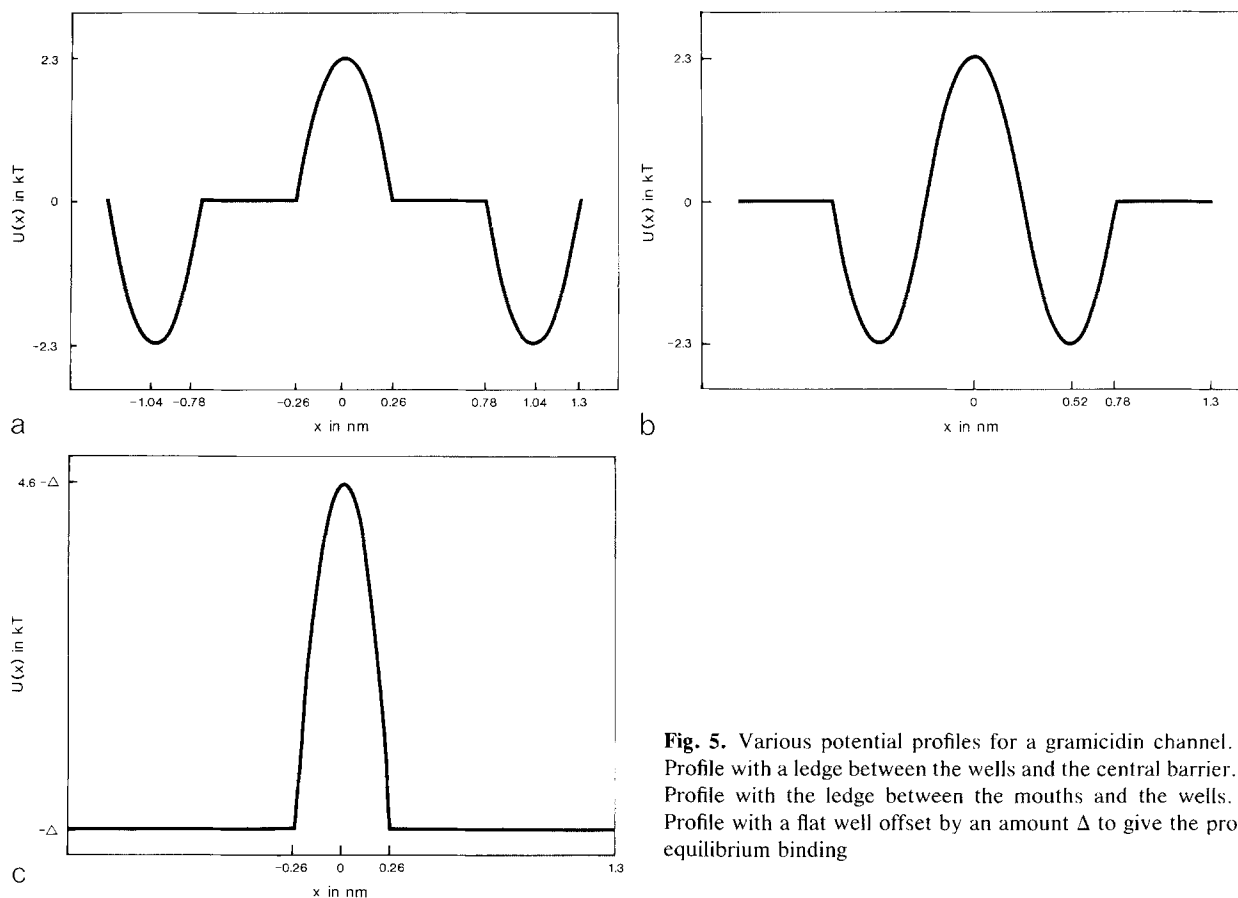 2.3
0
-2.3
U(x) in kT
-1.04 -0.78 -0.26 0 0.26 0.78 1.04 1.3
x in nm
a
2.3
0
-2.3
U(x) in kT
0 0.52 0.78 1.3
x in nm
b
4.6 -△
-△
U(x) in kT
-0.26 0 0.26 1.3
x in nm
c
Fig. 5. Various potential profiles for a gramicidin channel.
Profile with a ledge between the wells and the central barrier.
Profile with the ledge between the mouths and the wells.
Profile with a flat well offset by an amount Δ to give the pro
equilibrium binding